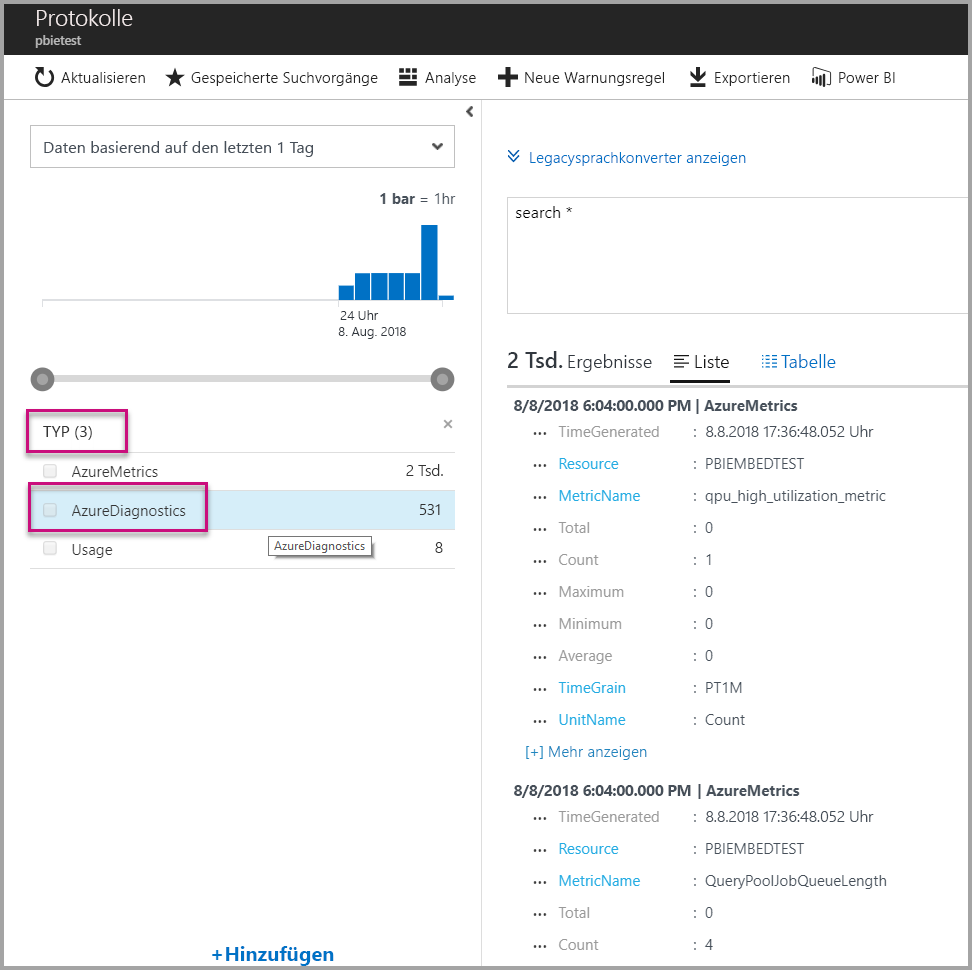 Protokolle
pbietest
Aktualisieren Gespeicherte Suchvorgänge Analyse Neue Warnungsregel Exportieren Power BI
Daten basierend auf den letzten 1 Tag
1 bar = 1hr
24 Uhr
8. Aug. 2018
TYP (3)
AzureMetrics 2 Tsd.
AzureDiagnostics 531
Usage 8
AzureDiagnostics
+Hinzufügen
Legacysprachkonverter anzeigen
search *
2 Tsd. Ergebnisse Liste Tabelle
8/8/2018 6:04:00.000 PM | AzureMetrics
... TimeGenerated : 8.8.2018 17:36:48.052 Uhr
... Resource : PBIEMBEDTEST
... MetricName : qpu_high_utilization_metric
... Total : 0
... Count : 1
... Maximum : 0
... Minimum : 0
... Average : 0
... TimeGrain : PT1M
... UnitName : Count
[+] Mehr anzeigen
8/8/2018 6:04:00.000 PM | AzureMetrics
... TimeGenerated : 8.8.2018 17:36:48.052 Uhr
... Resource : PBIEMBEDTEST
... MetricName : QueryPoolJobQueueLength
... Total : 0
... Count : 4